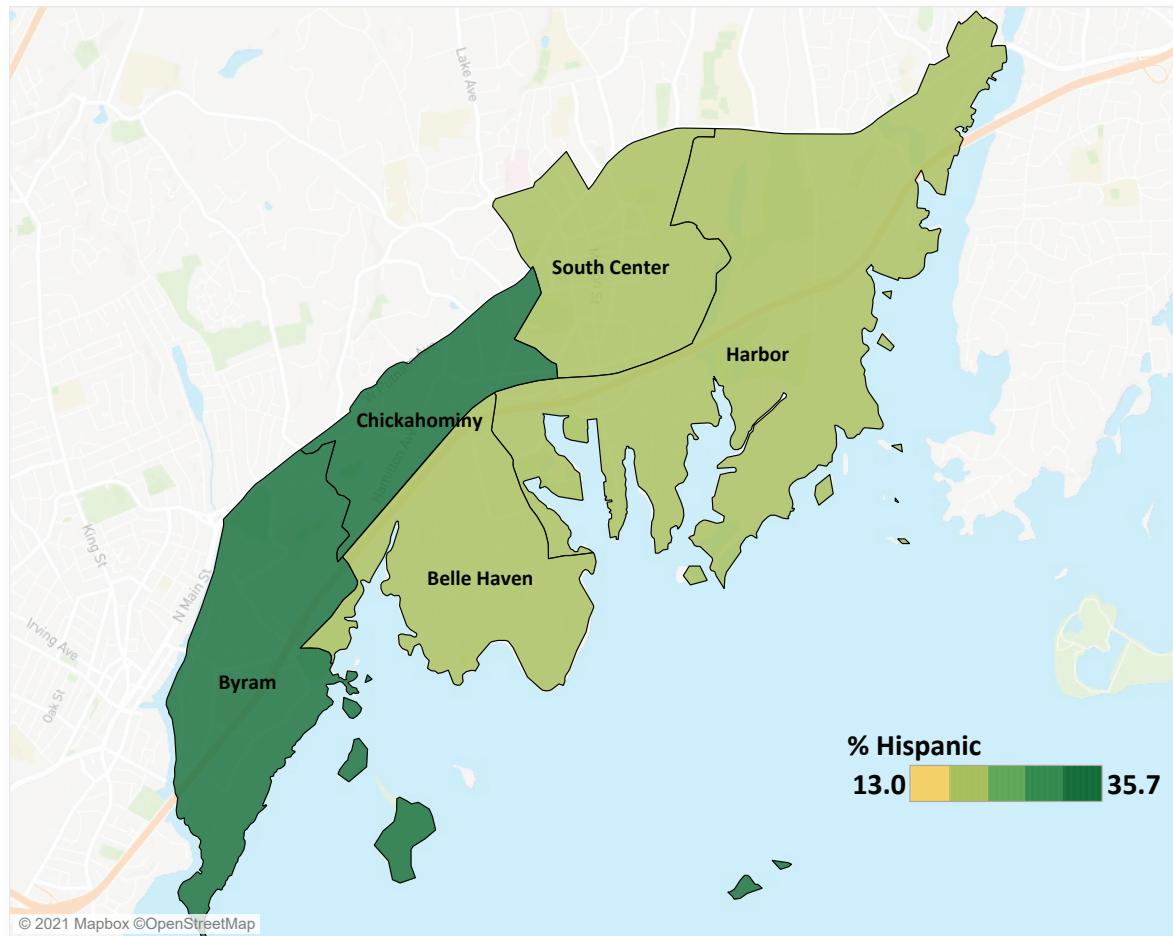 Lake Ave
South Center
Harbor
Chickahominy
Hamilton Ave
King St
N Main St
Belle Haven
Irving Ave
Byram
Oak St
% Hispanic
13.0
35.7
© 2021 Mapbox ©OpenStreetMap